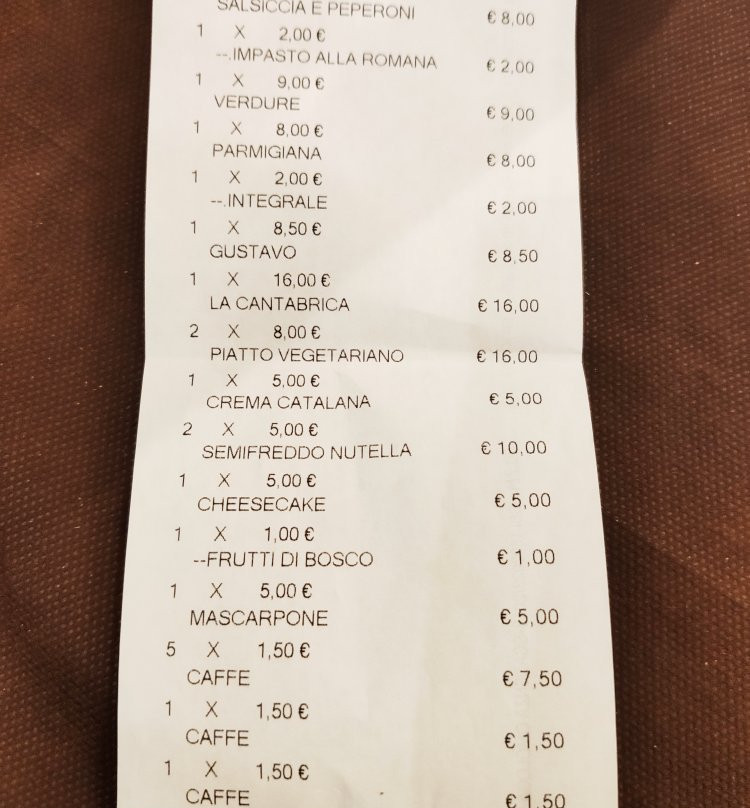 SALSICCIA E PEPERONI € 8,00
1 X 2,00 €
--.IMPASTO ALLA ROMANA € 2,00
1 X 9,00 €
VERDURE € 9,00
1 X 8,00 €
PARMIGIANA € 8,00
1 X 2,00 €
--.INTEGRALE € 2,00
1 X 8,50 €
GUSTAVO € 8,50
1 X 16,00 €
LA CANTABRICA € 16,00
2 X 8,00 €
PIATTO VEGETARIANO € 16,00
1 X 5,00 €
CREMA CATALANA € 5,00
2 X 5,00 €
SEMIFREDDO NUTELLA € 10,00
1 X 5,00 €
CHEESECAKE € 5,00
1 X 1,00 €
--FRUTTI DI BOSCO € 1,00
1 X 5,00 €
MASCARPONE € 5,00
5 X 1,50 €
CAFFE € 7,50
1 X 1,50 €
CAFFE € 1,50
1 X 1,50 €
CAFFE € 1,50